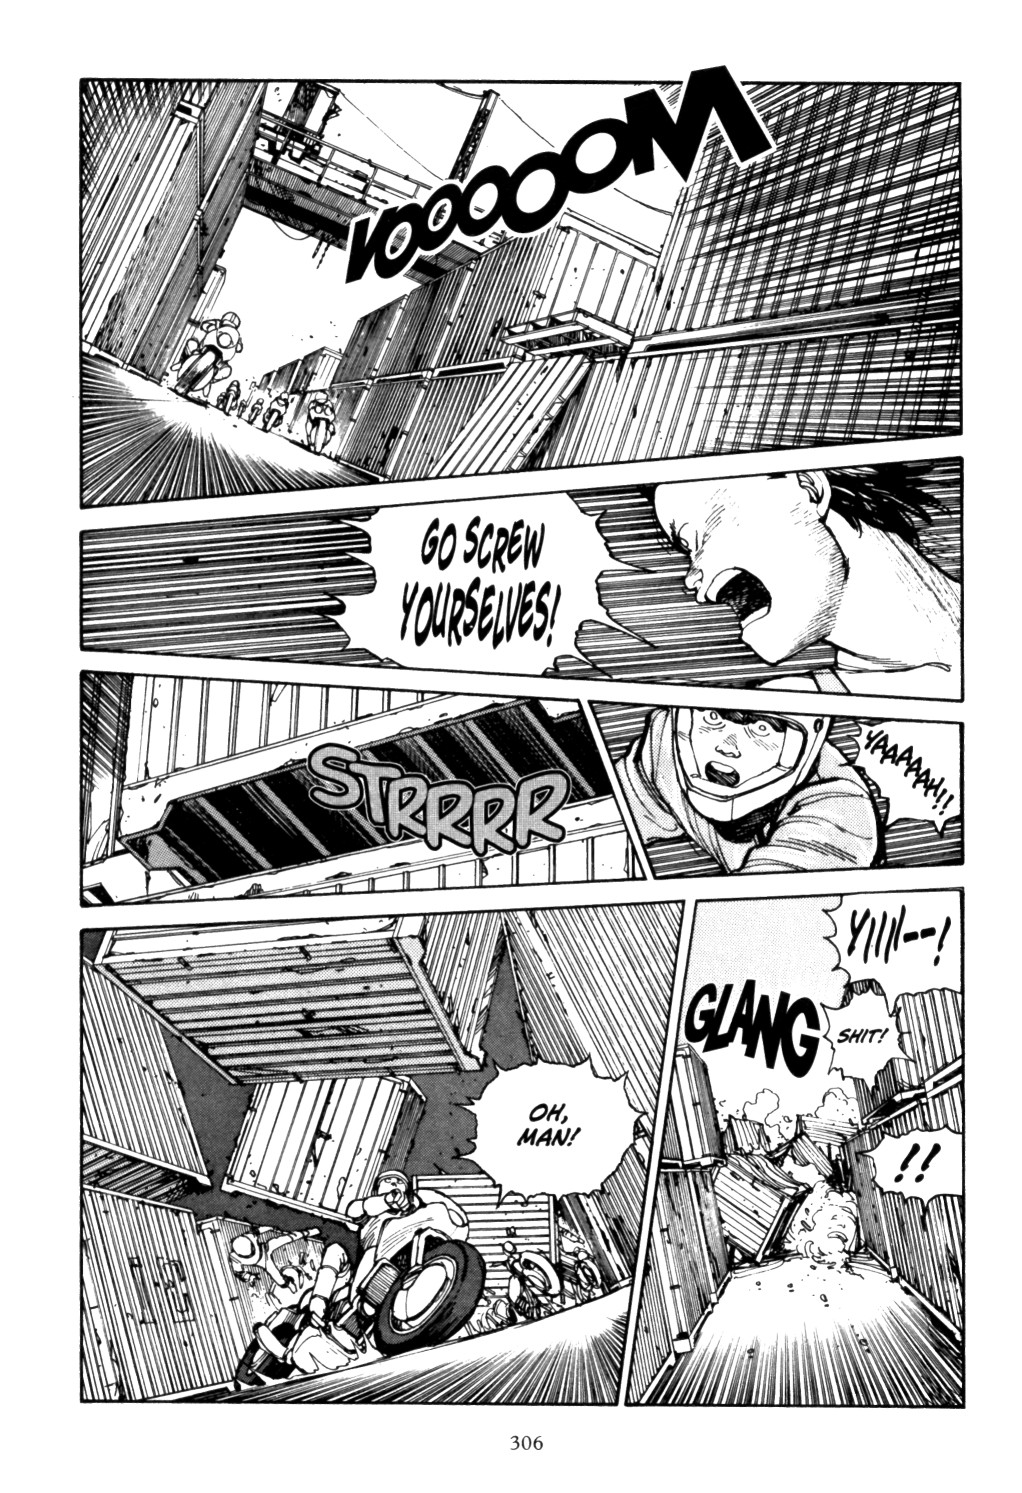 VOOOOOM
GO SCREW
YOURSELVES!
STRRRR
YAAAAAH!!
OH,
MAN!
YIIII--!
GLANG
SHIT!
!!
306